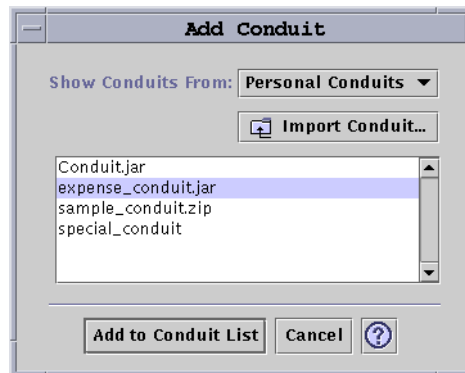 Add Conduit
Show Conduits From: Personal Conduits
Import Conduit...
Conduit.jar
expense_conduit.jar
sample_conduit.zip
special_conduit
Add to Conduit List Cancel ?